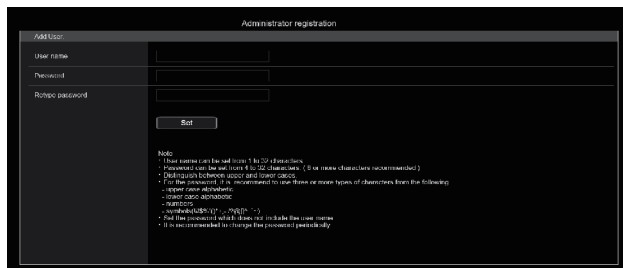 Administrator registration
Add User.
User name
Password
Retype password
Set
Note
・User name can be set from 1 to 32 characters.
・Password can be set from 4 to 32 characters. ( 8 or more characters recommended )
・Distinguish between upper and lower cases.
・For the password, it is recommend to use three or more types of characters from the following
- upper case alphabetic
- lower case alphabetic
- numbers
- symbols
・Set the password which does not include the user name
・It is recommended to change the password periodically